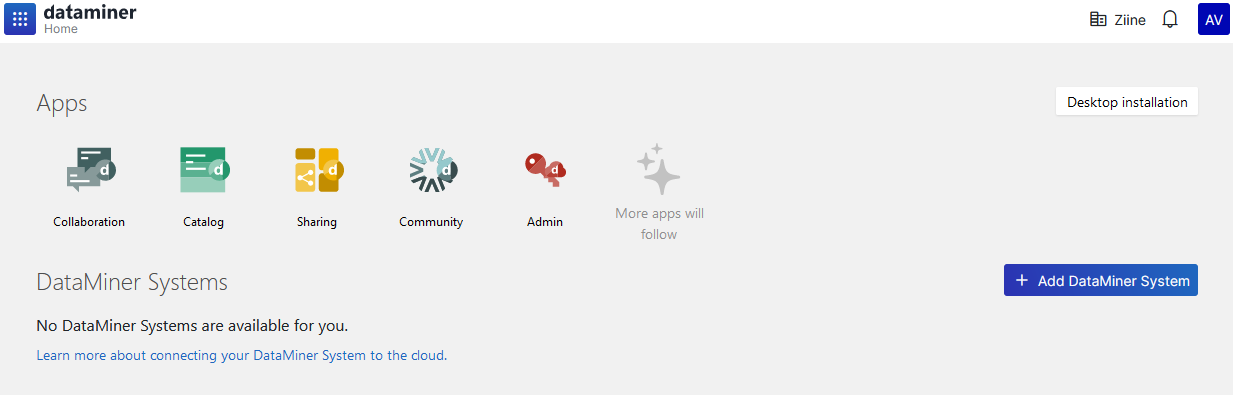 dataminer
Home
Ziine
AV
Apps
Desktop installation
d
d
d
d
d
Collaboration
Catalog
Sharing
Community
Admin
More apps will
follow
DataMiner Systems
+ Add DataMiner System
No DataMiner Systems are available for you.
Learn more about connecting your DataMiner System to the cloud.